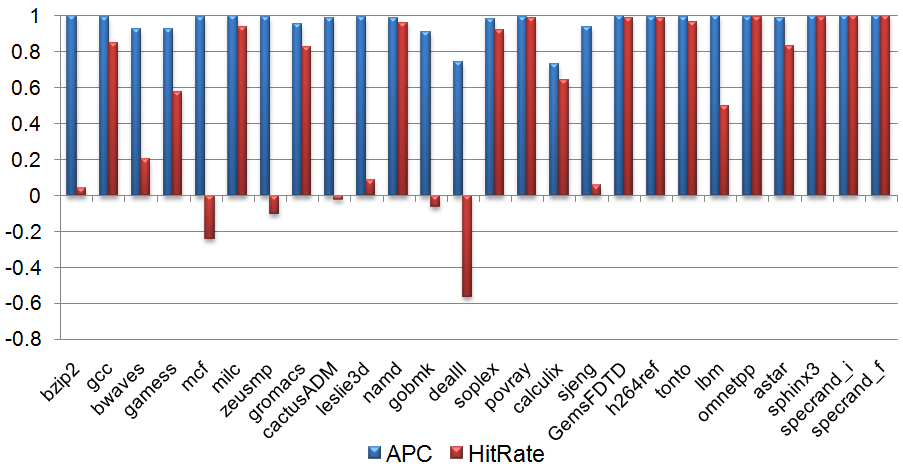 1
0.8
0.6
0.4
0.2
0
-0.2
-0.4
-0.6
-0.8
bzip2
gcc
bwaves
gamess
mcf
milc
zeusmp
gromacs
cactusADM
leslie3d
namd
gobmk
dealII
soplex
povray
calculix
sjeng
GemsFDTD
h264ref
tonto
lbm
omnetpp
astar
sphinx3
specrand_i
specrand_f
APC
HitRate